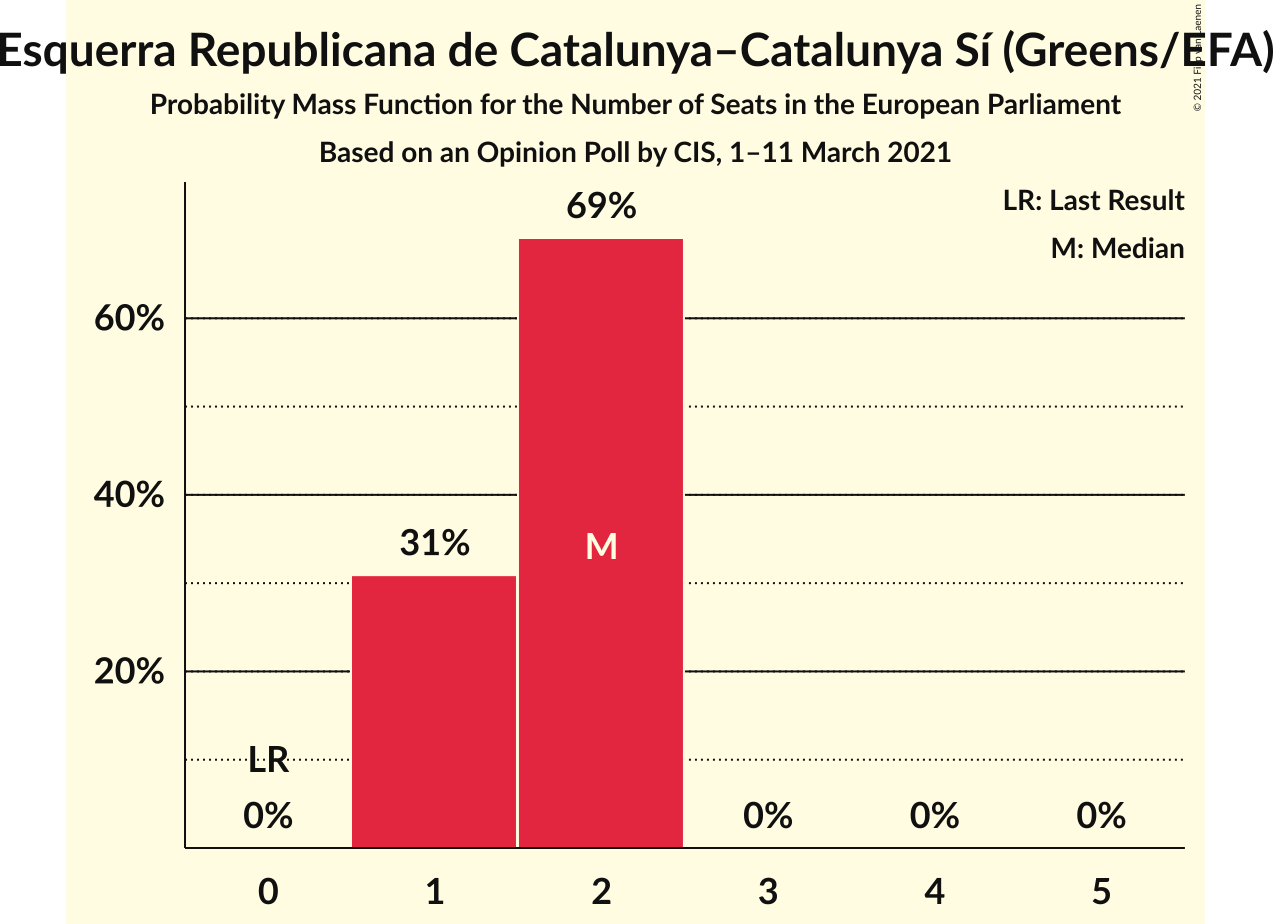 Esquerra Republicana de Catalunya–Catalunya Sí (Greens/EFA)
Probability Mass Function for the Number of Seats in the European Parliament
Based on an Opinion Poll by CIS, 1–11 March 2021
© 2021
LR: Last Result
M: Median
69%
60%
40%
31%
M
20%
LR
0%
0%
0%
0%
0
1
2
3
4
5